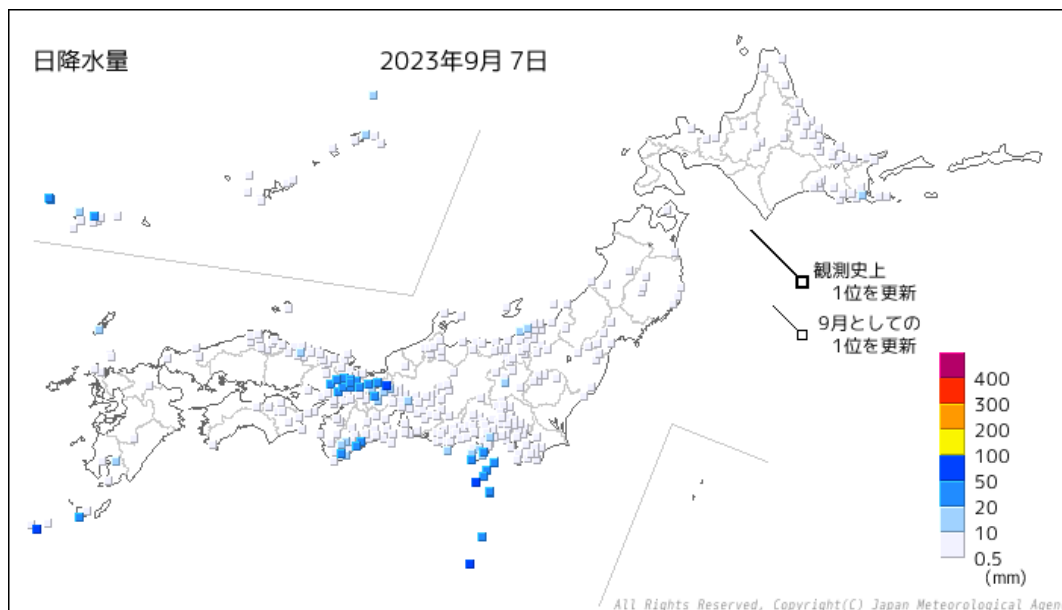 日降水量
2023年9月 7日
観測史上
1位を更新
9月としての
1位を更新
400
300
200
100
50
20
10
0.5
(mm)
All Rights Reserved. Copyright(C) Japan Meteorological Agen